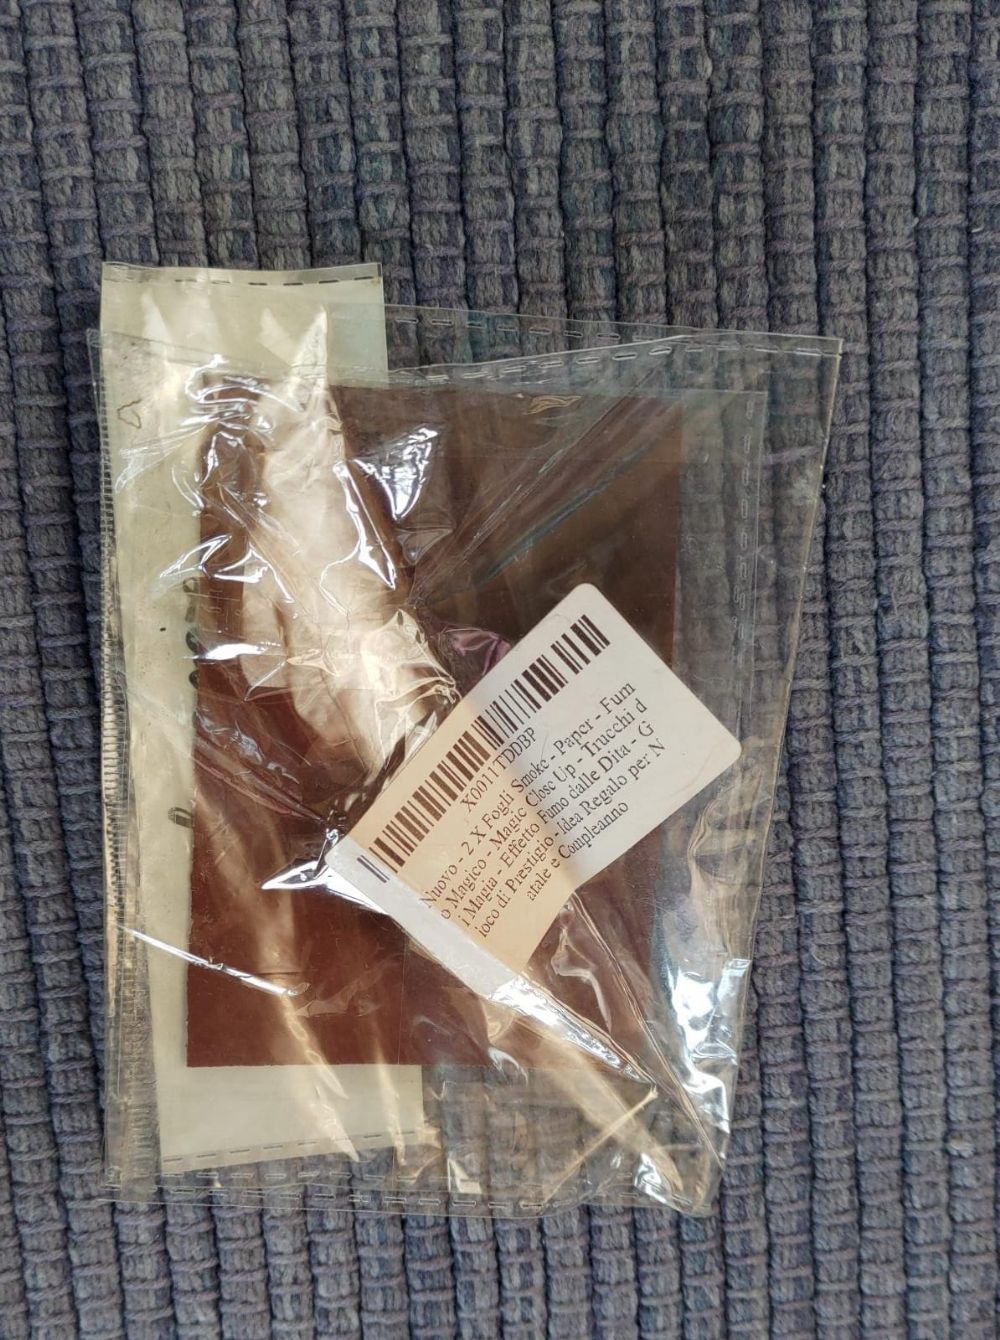 X0011TDDBP
Nuovo - 2 X Fogli Smoke - Paper - Fum
o Magico - Magic Close Up - Trucchi d
i Magia - Effetto Fumo dalle Dita - G
ioco di Prestigio - Idea Regalo per N
atale e Compleanno